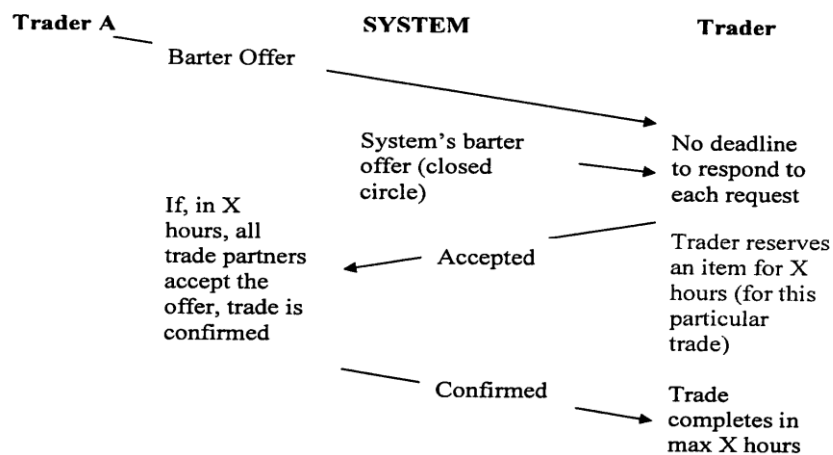 Trader A SYSTEM Trader
Barter Offer
System's barter
offer (closed
circle)
No deadline
to respond to
each request
If, in X
hours, all
trade partners
accept the
offer, trade is
confirmed
Accepted
Trader reserves
an item for X
hours (for this
particular
trade)
Confirmed
Trade
completes in
max X hours